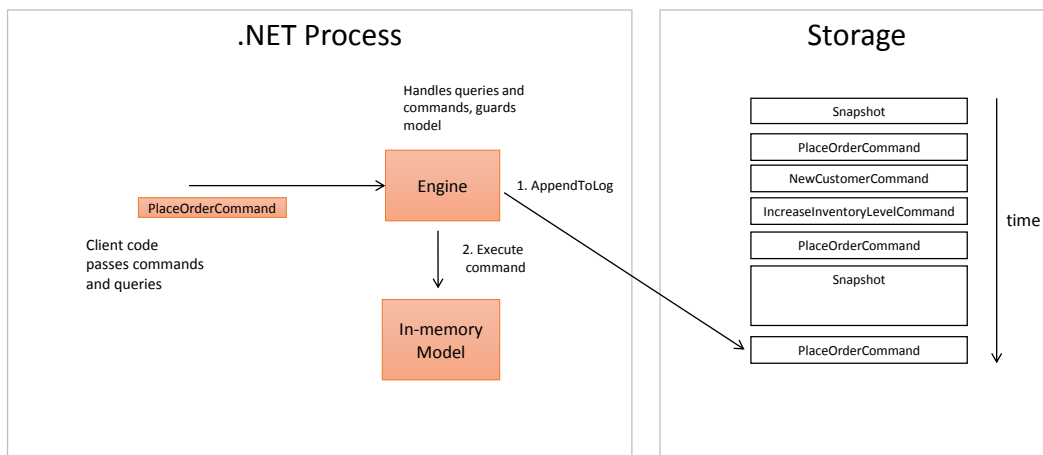 .NET Process
Handles queries and
commands, guards
model
Engine
1. AppendToLog
PlaceOrderCommand
Client code
passes commands
and queries
2. Execute
command
In-memory
Model
Storage
Snapshot
PlaceOrderCommand
NewCustomerCommand
IncreaseInventoryLevelCommand
PlaceOrderCommand
Snapshot
PlaceOrderCommand
time